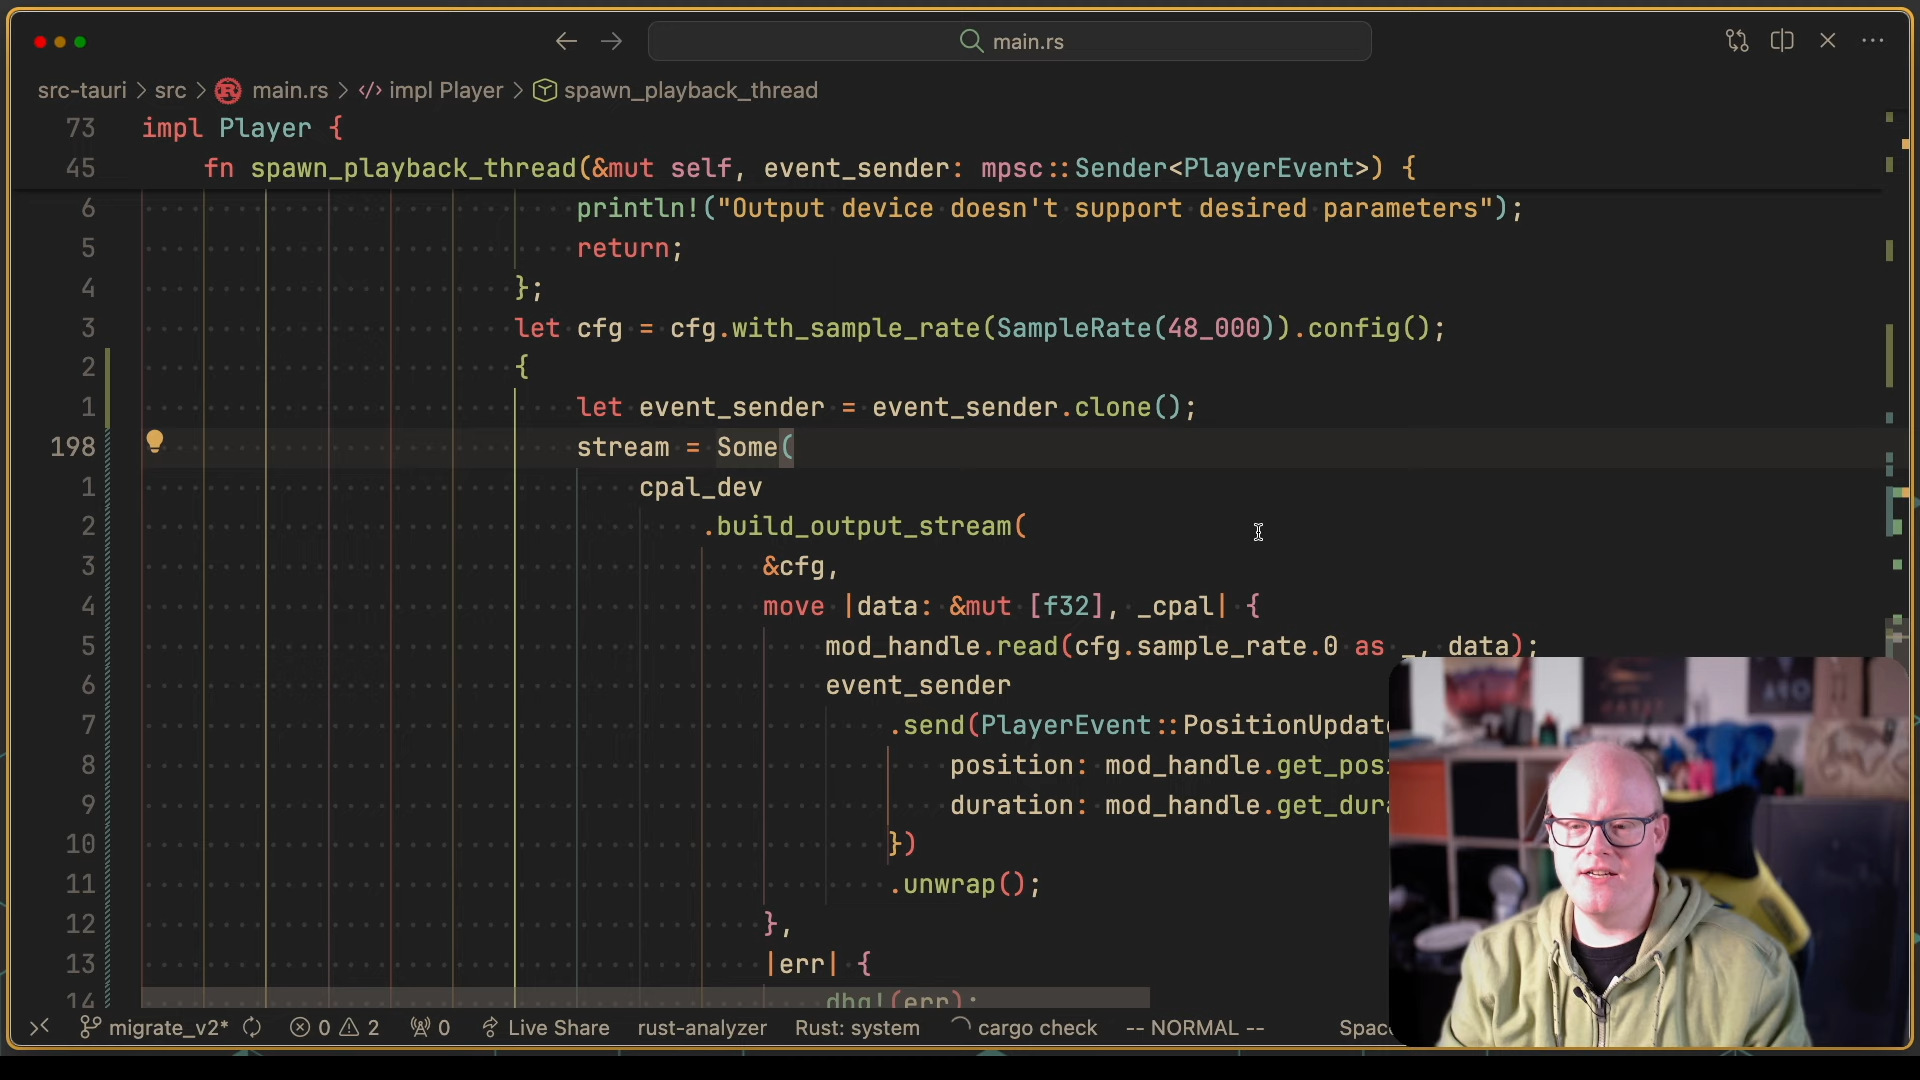 main.rs
src-tauri > src > main.rs > impl Player > spawn_playback_thread
73 impl Player {
45 fn spawn_playback_thread(&mut self, event_sender: mpsc::Sender<PlayerEvent>) {
6 println!("Output device doesn't support desired parameters");
5 return;
4 };
3 let cfg = cfg.with_sample_rate(SampleRate(48_000)).config();
2 {
1 let event_sender = event_sender.clone();
198 stream = Some(
1 cpal_dev
2 .build_output_stream(
3 &cfg,
4 move |data: &mut [f32], _cpal| {
5 mod_handle.read(cfg.sample_rate.0 as _, data);
6 event_sender
7 .send(PlayerEvent::PositionUpdate
8 position: mod_handle.get_pos
9 duration: mod_handle.get_dur
10 })
11 .unwrap();
12 },
13 |err| {
14 dbg!(err);
migrate_v2* 0 2 0 Live Share rust-analyzer Rust: system cargo check -- NORMAL -- Spac